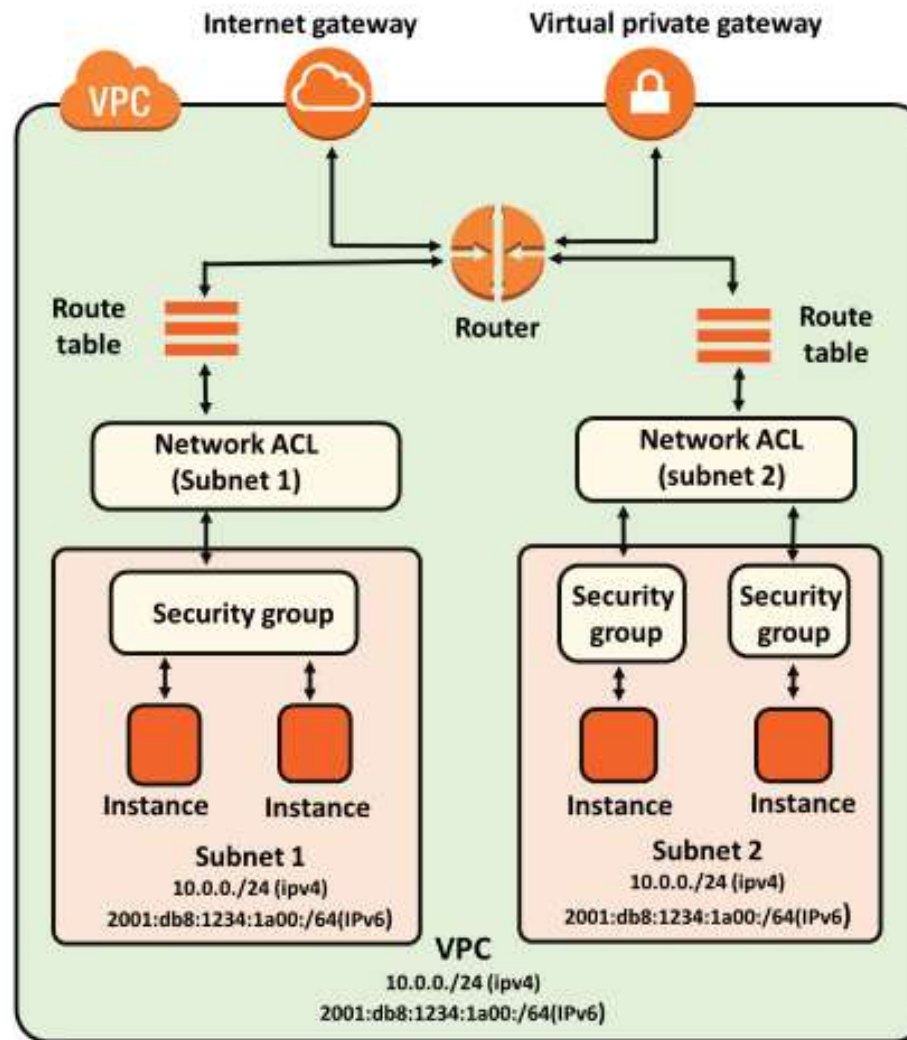 Internet gateway
Virtual private gateway
VPC
Router
Route
table
Route
table
Network ACL
(Subnet 1)
Network ACL
(subnet 2)
Security group
Security
group
Security
group
Instance
Instance
Instance
Instance
Subnet 1
10.0.0./24 (ipv4)
2001:db8:1234:1a00:/64(IPv6)
Subnet 2
10.0.0./24 (ipv4)
2001:db8:1234:1a00:/64(IPv6)
VPC
10.0.0./24 (ipv4)
2001:db8:1234:1a00:/64(IPv6)